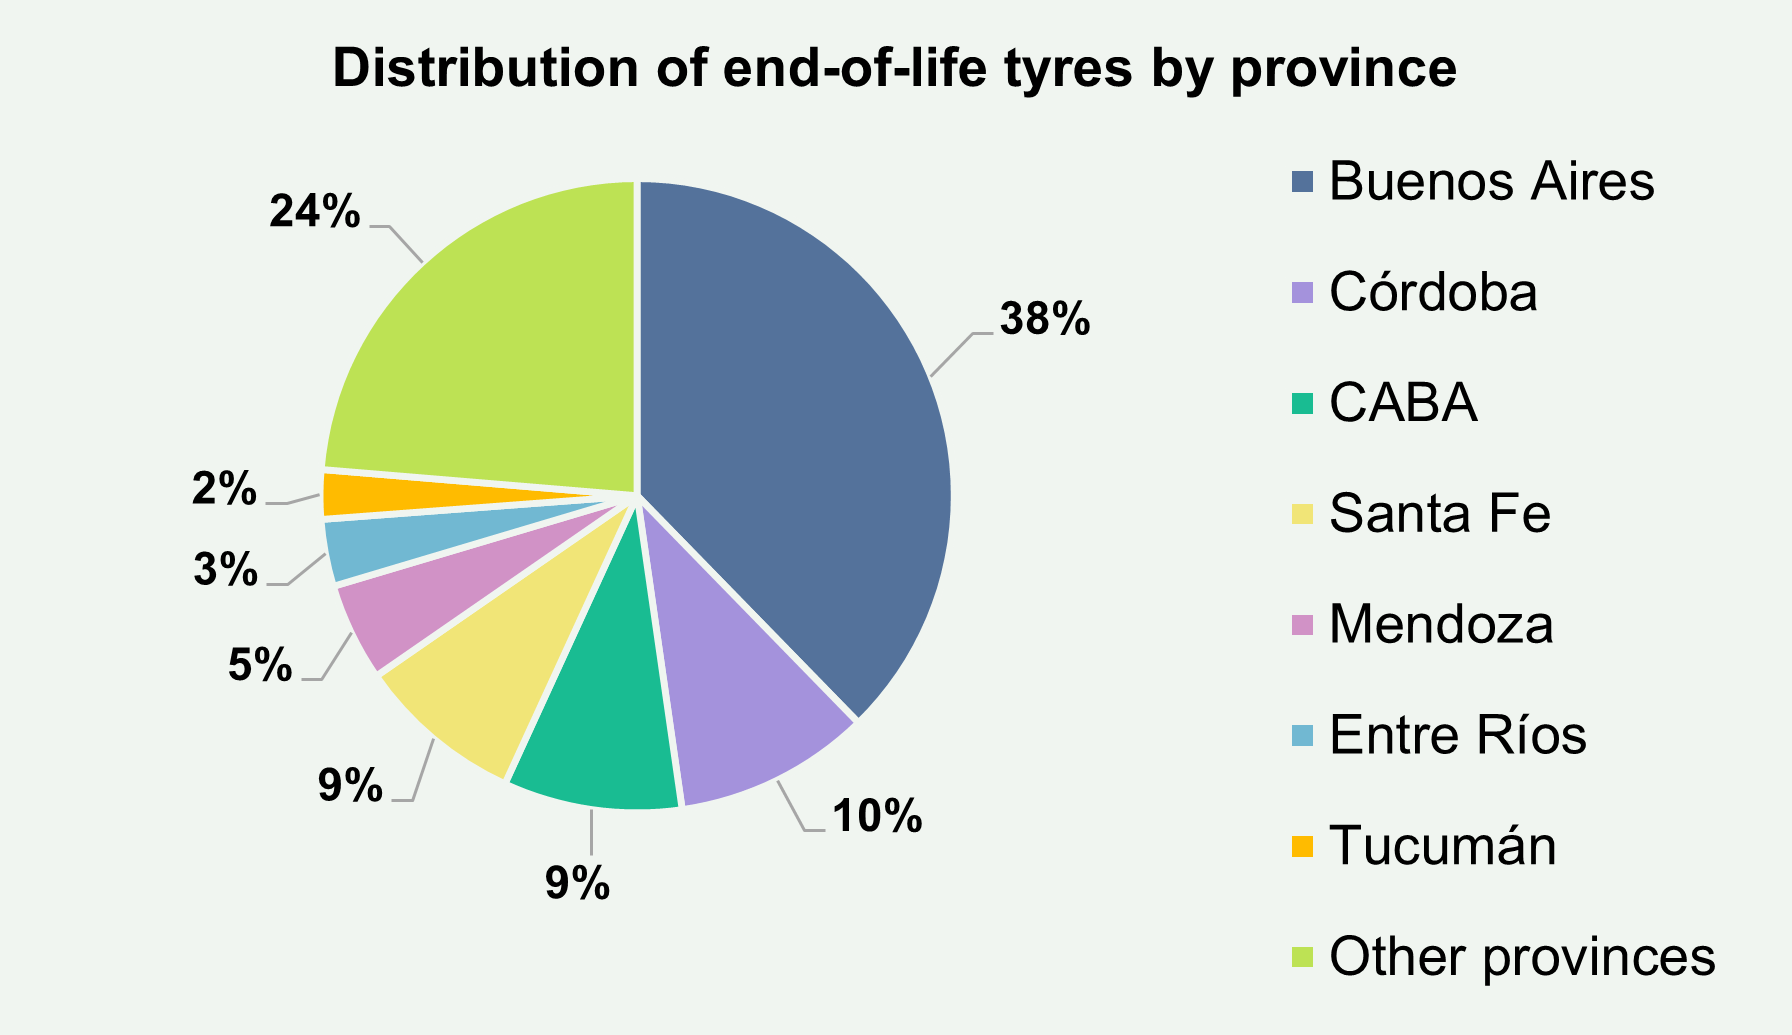 Distribution of end-of-life tyres by province
24%
38%
2%
3%
5%
9%
10%
9%
Buenos Aires
Córdoba
CABA
Santa Fe
Mendoza
Entre Ríos
Tucumán
Other provinces